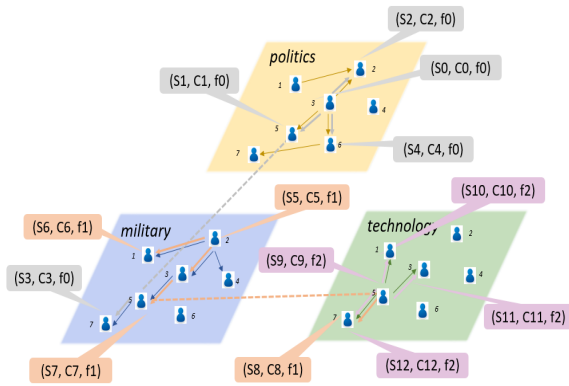 (S2, C2, f0)
politics
2
(S1, C1, f0)
(S0, C0, f0)
1
3
4
5
6
7
(S4, C4, f0)
(S10, C10, f2)
(S5, C5, f1)
(S6, C6, f1)
military
technology
2
2
1
1
(S9, C9, f2)
3
3
4
4
(S3, C3, f0)
5
5
6
6
7
7
(S11, C11, f2)
(S7, C7, f1)
(S8, C8, f1)
(S12, C12, f2)